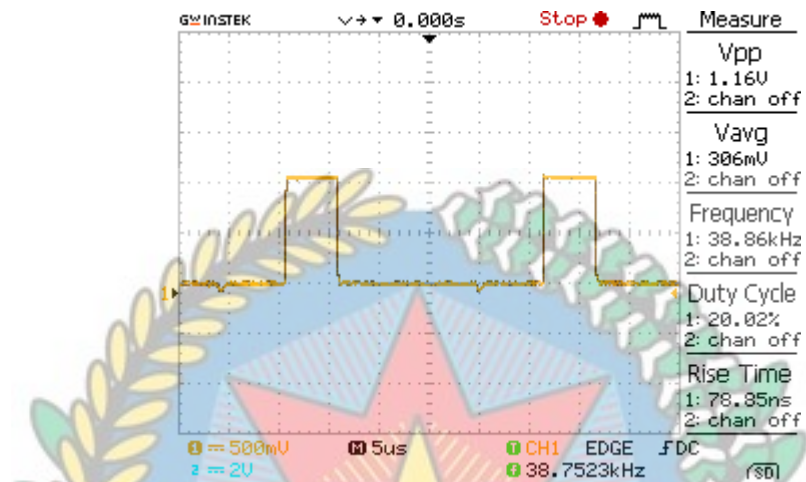 GWINSTEK 0.000s Stop Measure
Vpp
1: 1.16V
2: chan off
Vavg
1: 306mV
2: chan off
Frequency
1: 38.86kHz
2: chan off
Duty Cycle
1: 20.02%
2: chan off
Rise Time
1: 78.85ns
2: chan off
1
1 500mV M 5us T CH1 EDGE DC
2 2V F 38.7523kHz SD